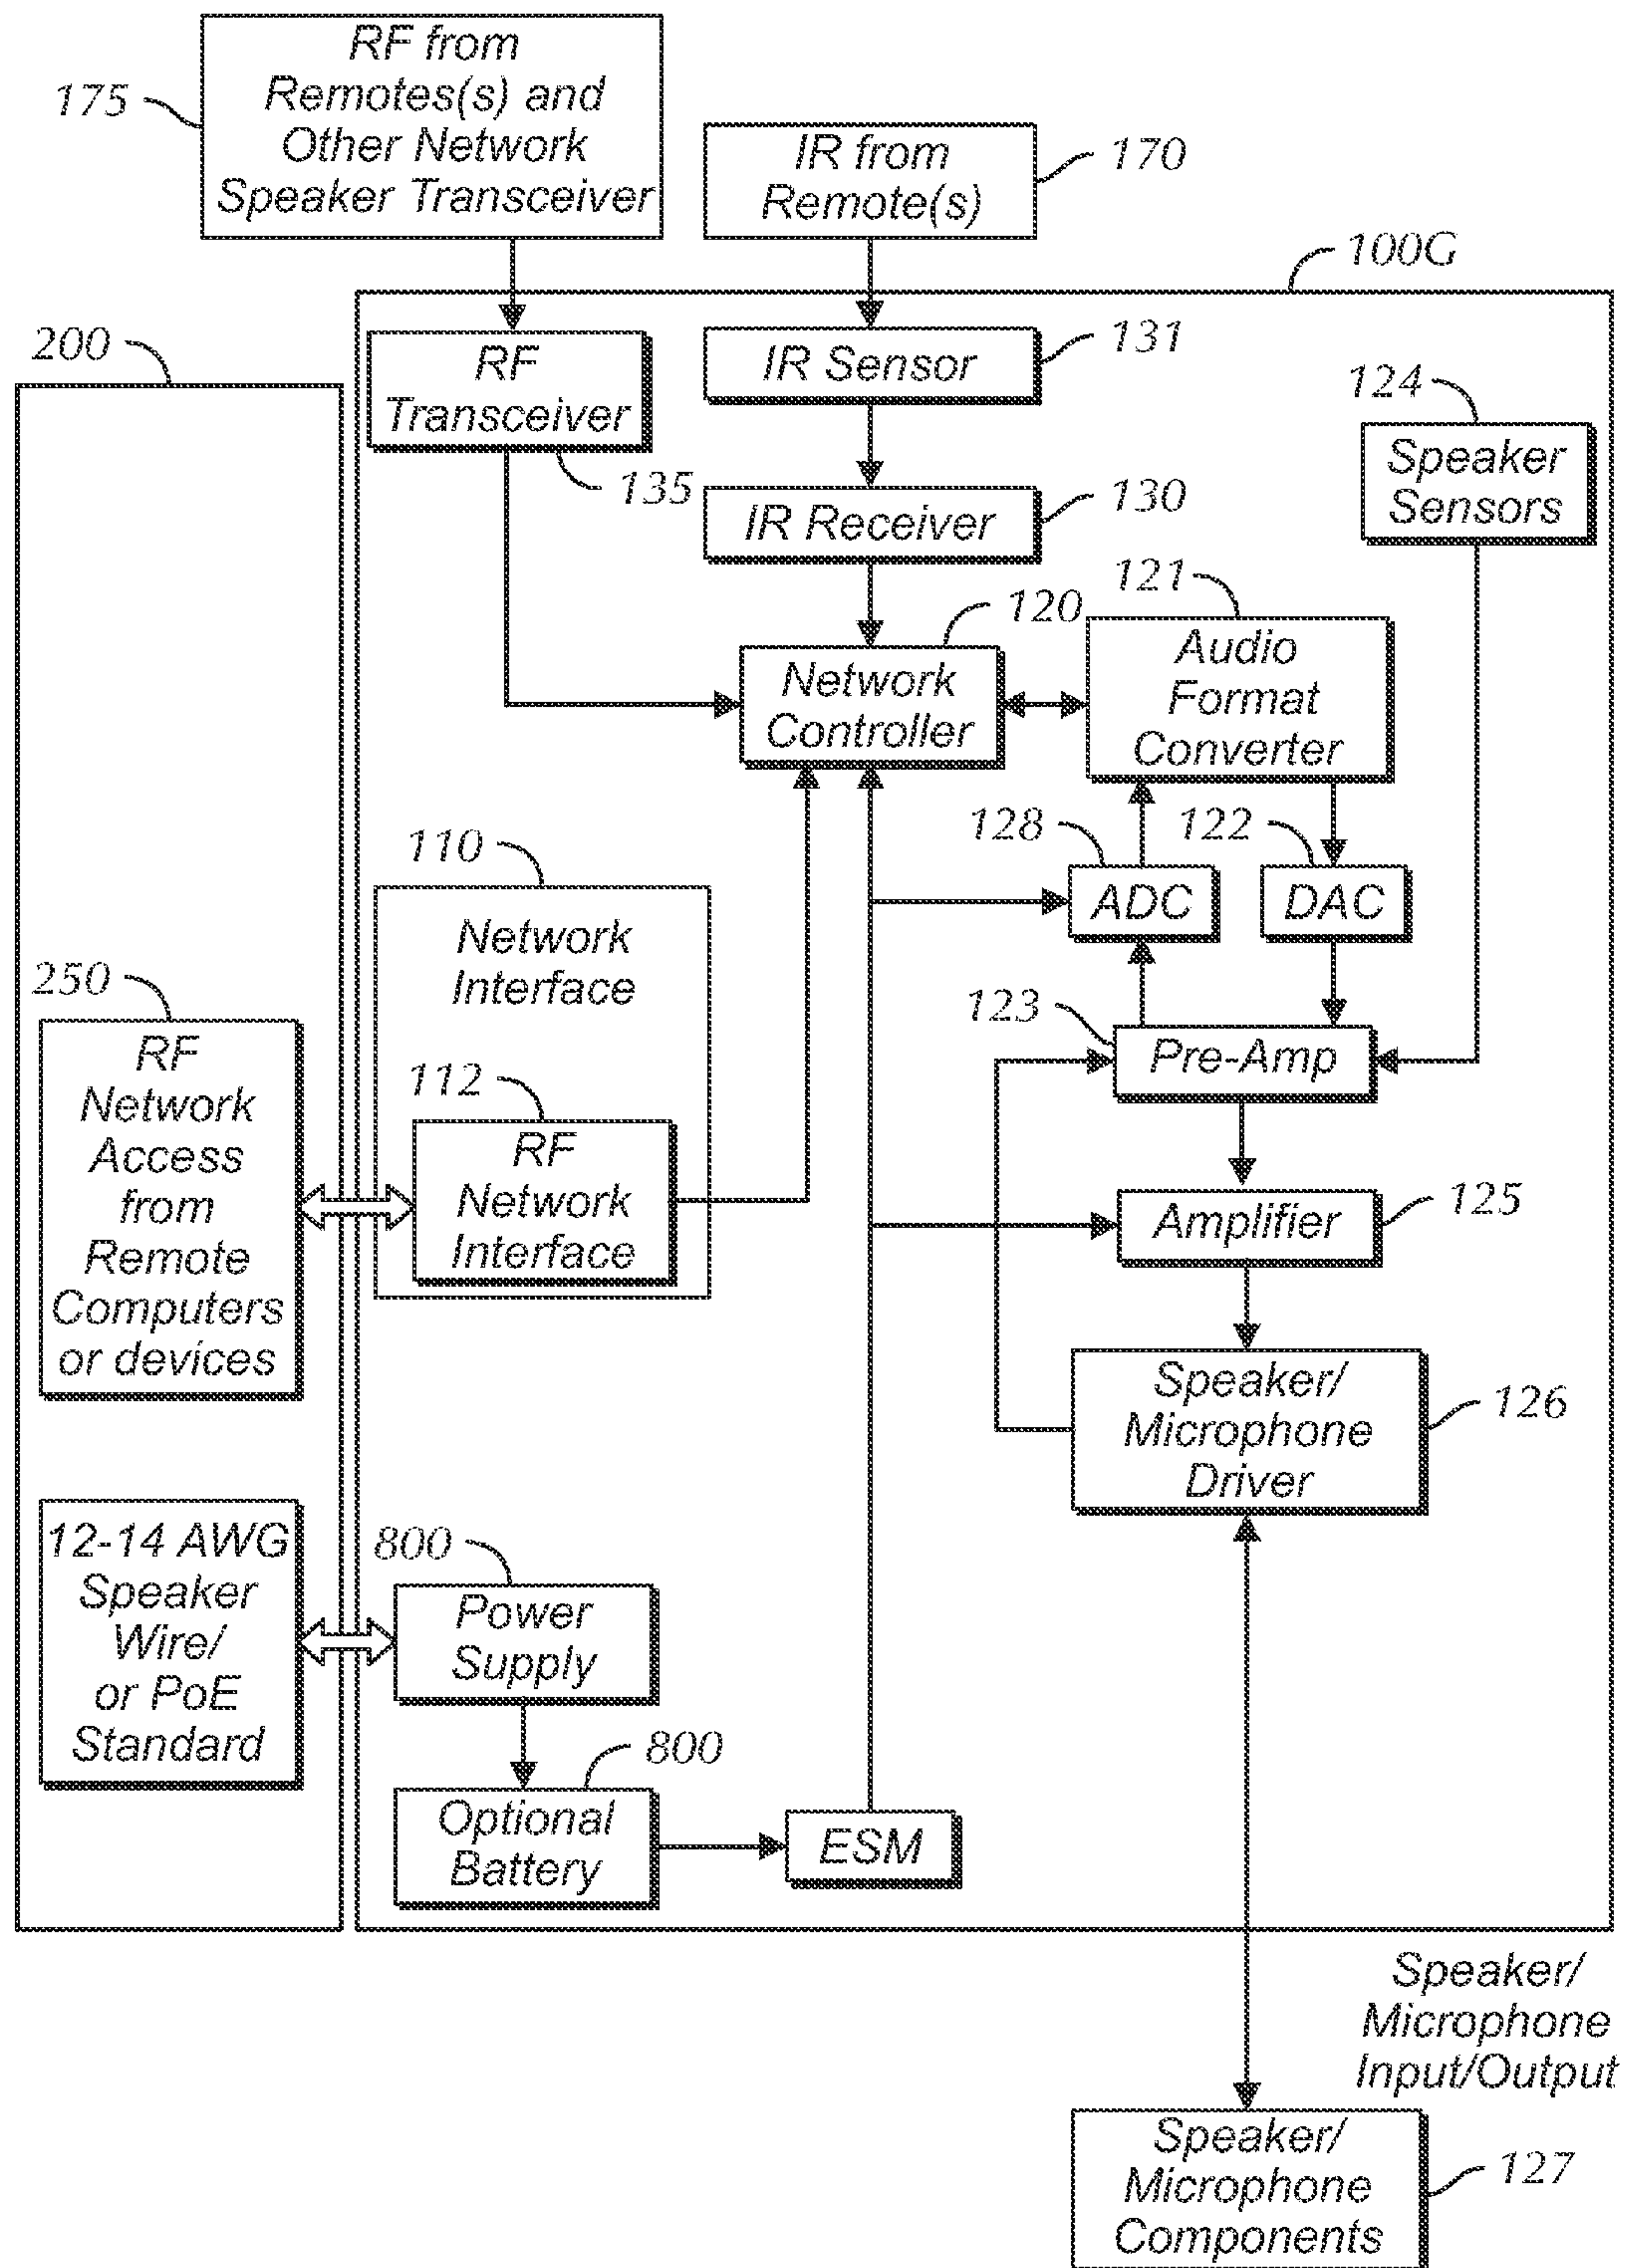 RF from
Remotes(s) and
Other Network
Speaker Transceiver
175
IR from
Remote(s)
170
100G
200
RF
Transceiver
135
IR Sensor
131
124
Speaker
Sensors
IR Receiver
130
121
120
Network
Controller
Audio
Format
Converter
110
128
122
ADC
DAC
Network
Interface
250
RF
Network
Access
from
Remote
Computers
or devices
123
Pre-Amp
112
RF
Network
Interface
Amplifier
125
Speaker/
Microphone
Driver
126
12-14 AWG
Speaker
Wire/
or PoE
Standard
800
Power
Supply
800
Optional
Battery
ESM
Speaker/
Microphone
Input/Output
Speaker/
Microphone
Components
127